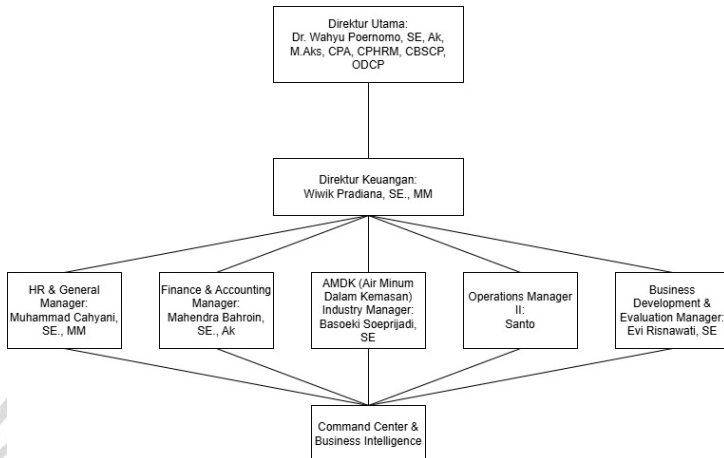 Direktur Utama:
Dr. Wahyu Poernomo, SE, Ak,
M.Aks, CPA, CPHRM, CBSCP,
ODCP
Direktur Keuangan:
Wiwik Pradiana, SE., MM
HR & General
Manager:
Muhammad Cahyani,
SE., MM
Finance & Accounting
Manager:
Mahendra Bahroin,
SE., Ak
AMDK (Air Minum
Dalam Kemasan)
Industry Manager:
Basoeki Soeprijadi,
SE
Operations Manager
II:
Santo
Business
Development &
Evaluation Manager:
Evi Risnawati, SE
Command Center &
Business Intelligence